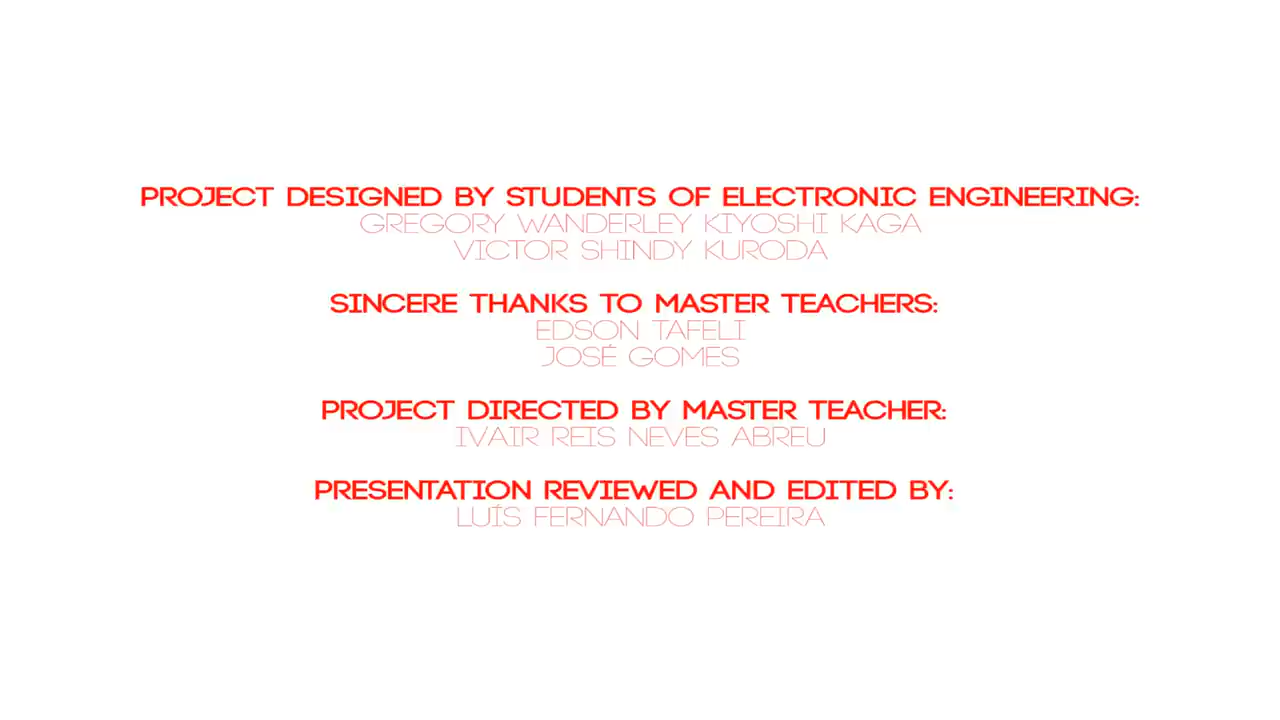 PROJECT DESIGNED BY STUDENTS OF ELECTRONIC ENGINEERING:
GREGORY WANDERLEY KIYOSHI KAGA
VICTOR SHINDY KURODA
SINCERE THANKS TO MASTER TEACHERS:
EDSON TAFELI
JOSÉ GOMES
PROJECT DIRECTED BY MASTER TEACHER:
IVAIR REIS NEVES ABREU
PRESENTATION REVIEWED AND EDITED BY:
LUÍS FERNANDO PEREIRA